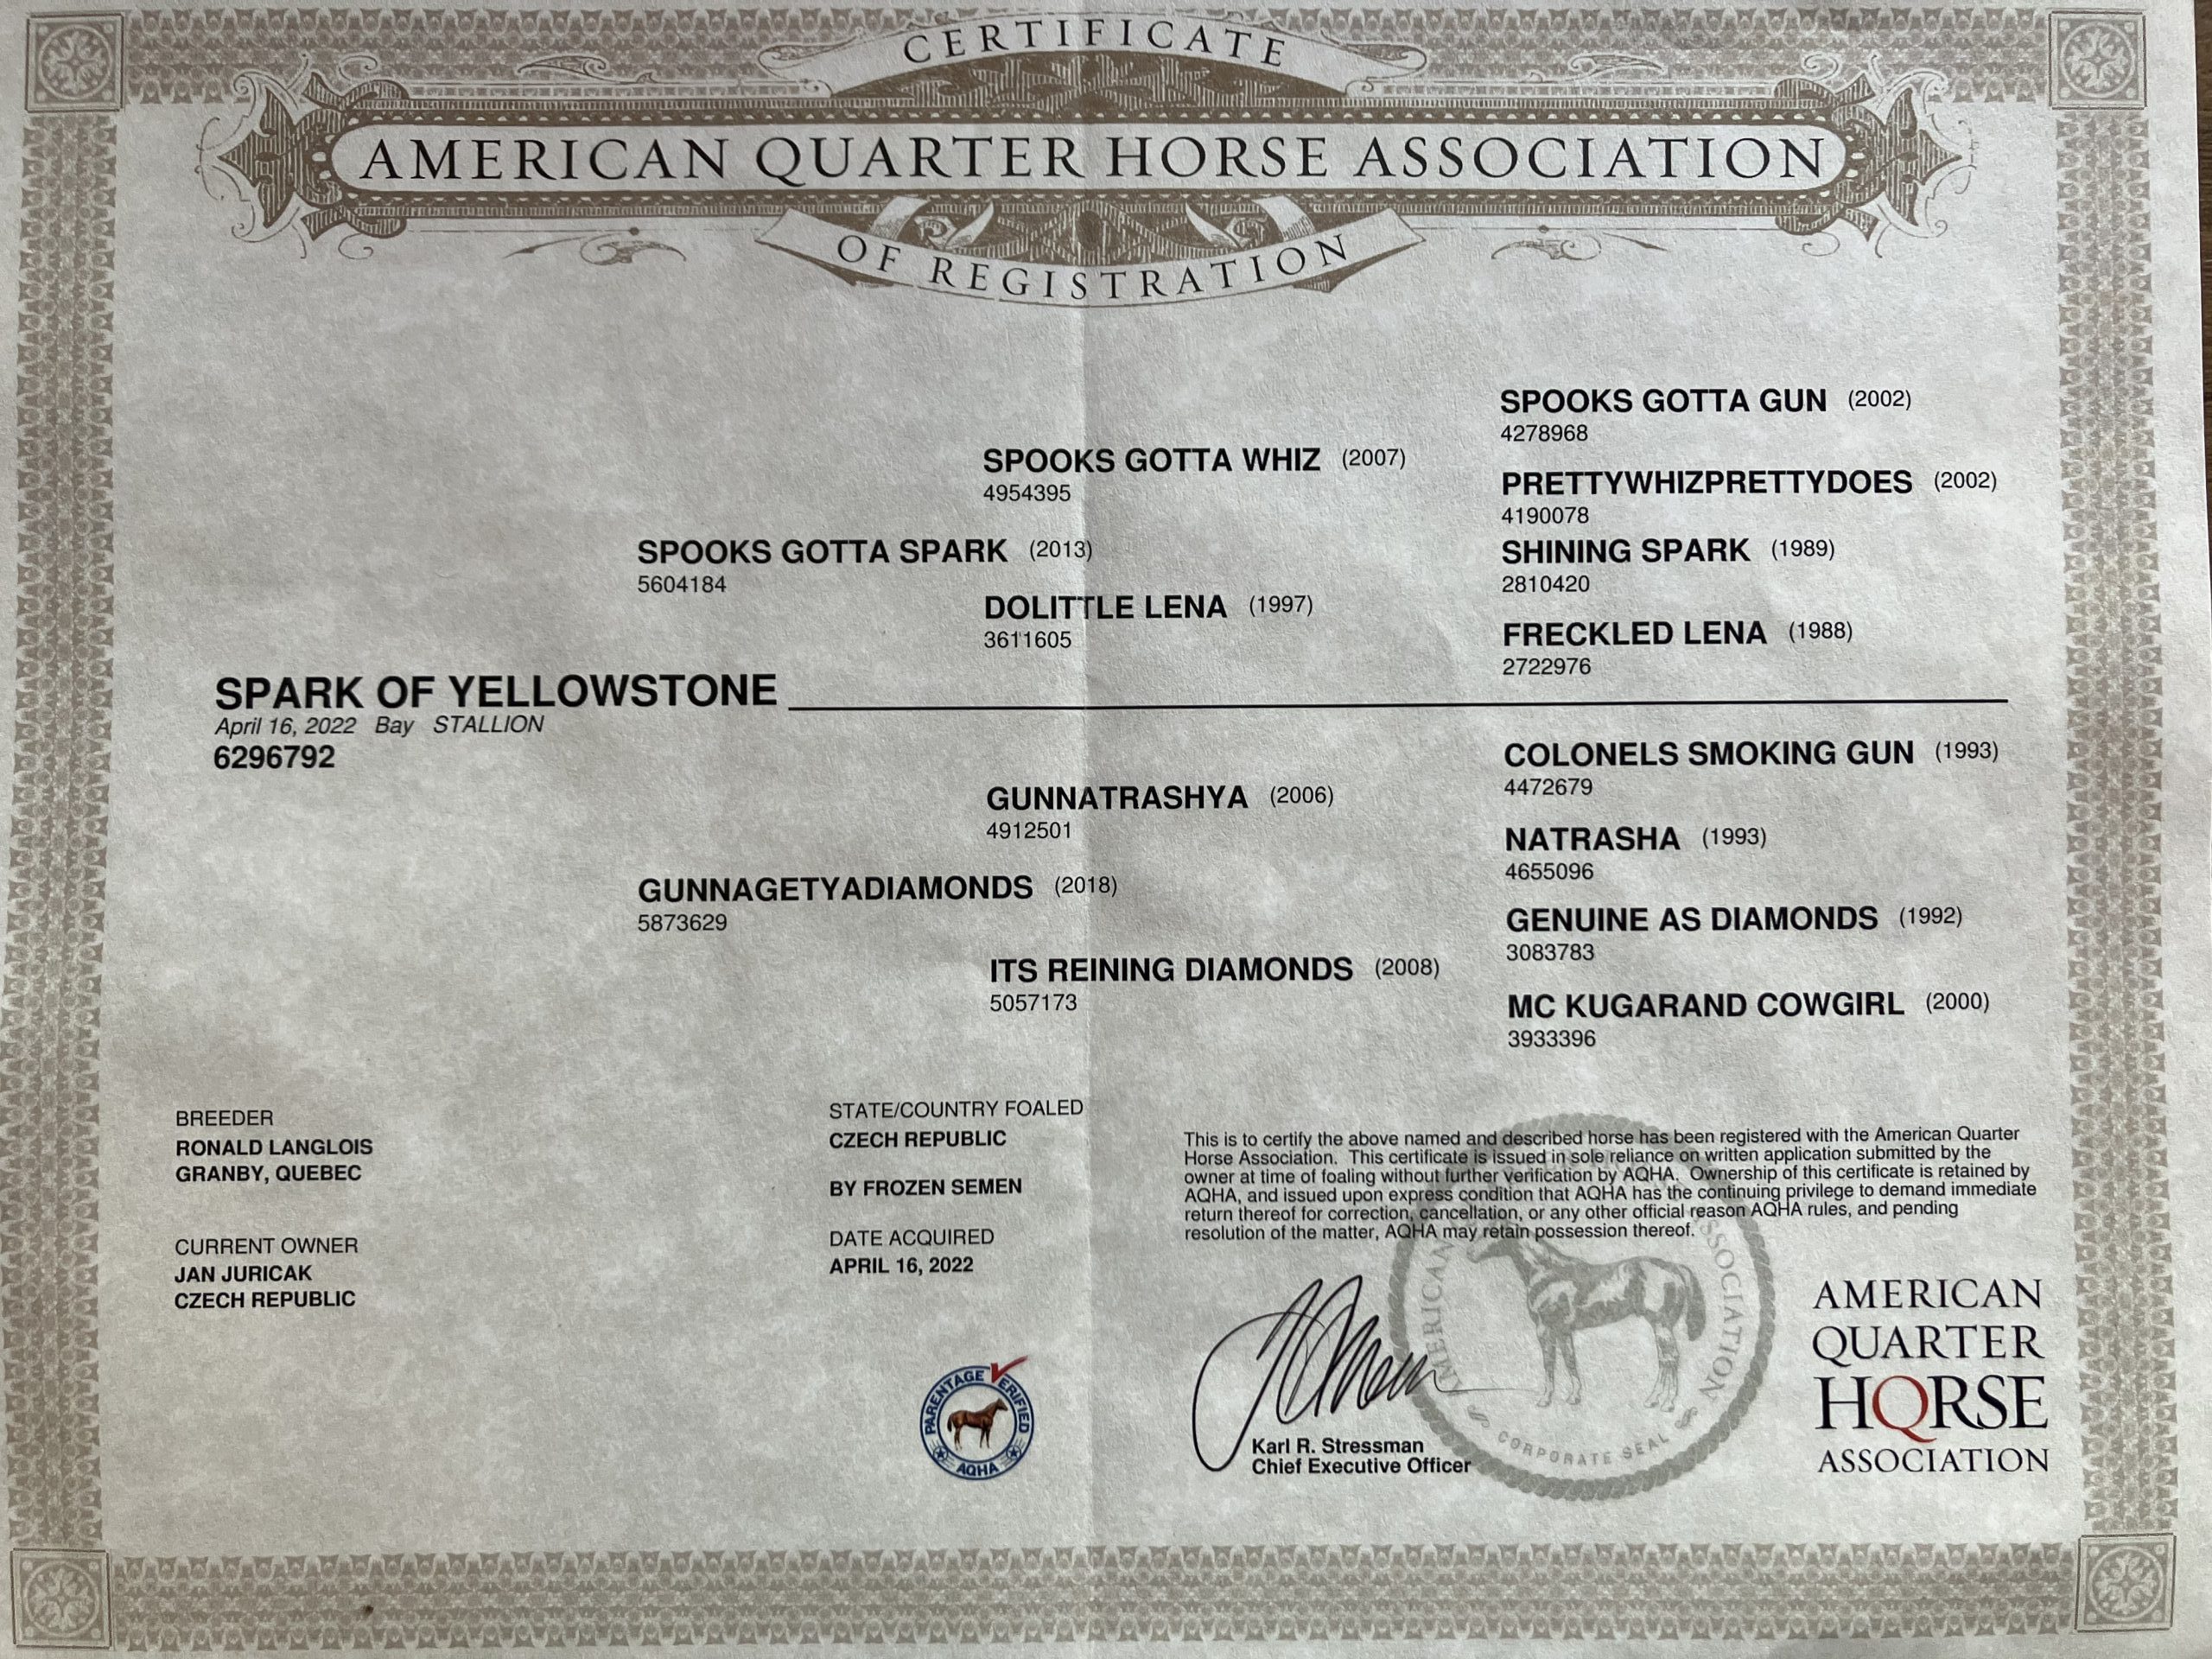 CERTIFICATE
AMERICAN QUARTER HORSE ASSOCIATION
OF REGISTRATION
SPOOKS GOTTA GUN (2002)
4278968
SPOOKS GOTTA WHIZ (2007)
4954395
PRETTYWHIZPRETTYDOES (2002)
4190078
SPOOKS GOTTA SPARK (2013)
5604184
SHINING SPARK (1989)
2810420
DOLITTLE LENA (1997)
3611605
FRECKLED LENA (1988)
2722976
SPARK OF YELLOWSTONE
April 16, 2022 Bay STALLION
6296792
COLONELS SMOKING GUN (1993)
4472679
GUNNATRASHYA (2006)
4912501
NATRASHA (1993)
4655096
GUNNAGETYADIAMONDS (2018)
5873629
GENUINE AS DIAMONDS (1992)
3083783
ITS REINING DIAMONDS (2008)
5057173
MC KUGARAND COWGIRL (2000)
3933396
BREEDER
RONALD LANGLOIS
GRANBY, QUEBEC
CURRENT OWNER
JAN JURICAK
CZECH REPUBLIC
STATE/COUNTRY FOALED
CZECH REPUBLIC
BY FROZEN SEMEN
DATE ACQUIRED
APRIL 16, 2022
This is to certify the above named and described horse has been registered with the American Quarter
Horse Association. This certificate is issued in sole reliance on written application submitted by the
owner at time of foaling without further verification by AQHA. Ownership of this certificate is retained by
AQHA, and issued upon express condition that AQHA has the continuing privilege to demand immediate
return thereof for correction, cancellation, or any other official reason AQHA rules, and pending
resolution of the matter, AQHA may retain possession thereof.
PARENTAGE VERIFIED
AQHA
Karl R. Stressman
Chief Executive Officer
AMERICAN
ASSOCIATION
CORPORATE SEAL
AMERICAN
QUARTER
HORSE
ASSOCIATION